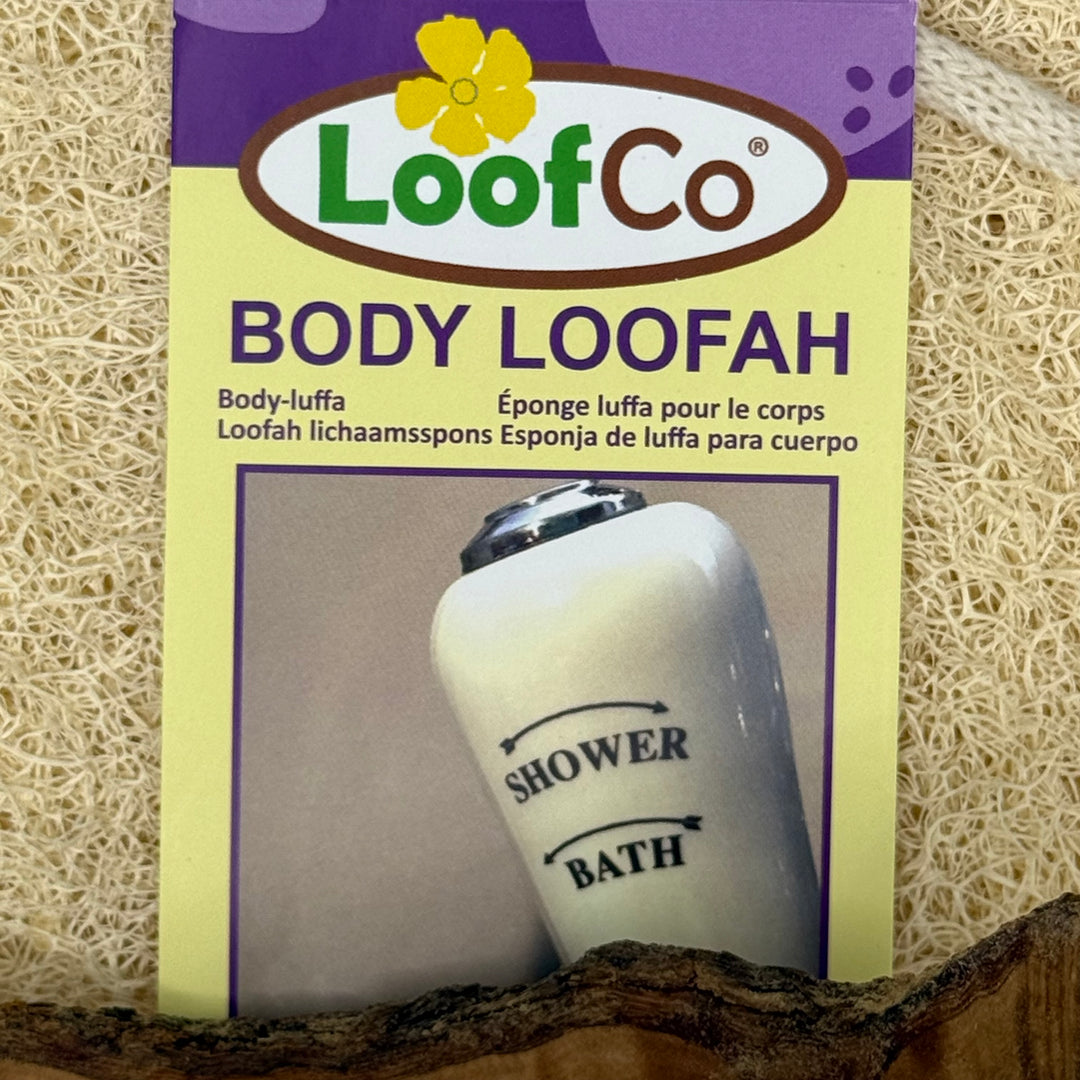 LoofCo®
BODY LOOFAH
Body-luffa
Éponge luffa pour le corps
Loofah lichaamsspons
Esponja de luffa para cuerpo
SHOWER
BATH